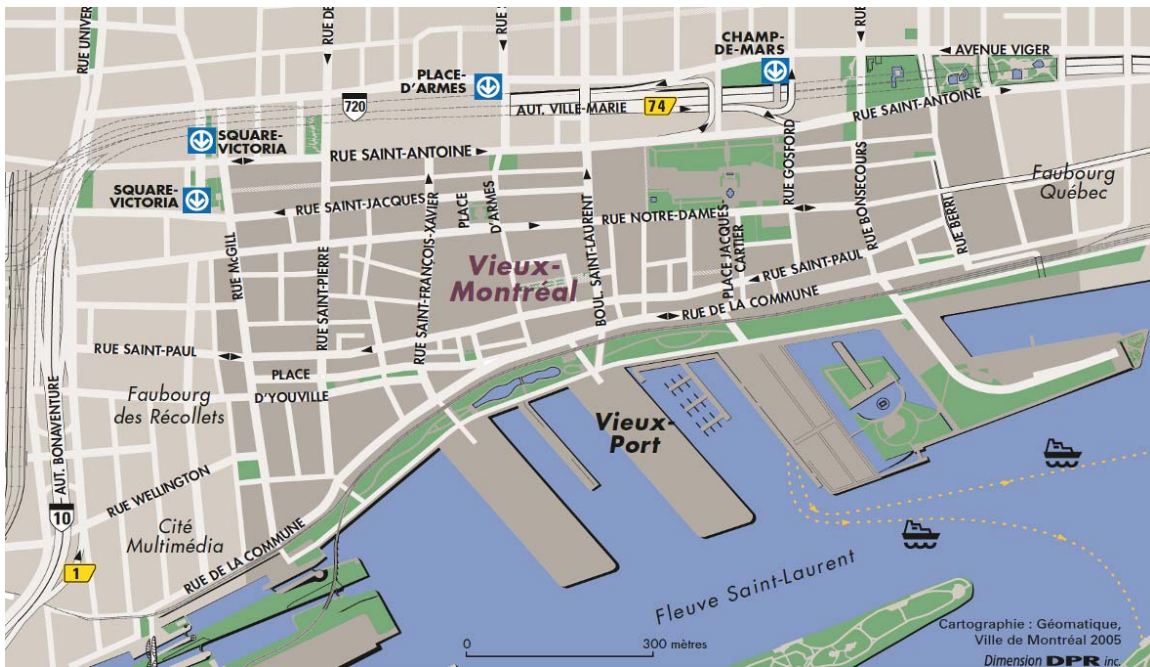 RUE UNIVER
RUE DE
RUE S
CHAMP-
DE-MARS
RUE
AVENUE VIGER
PLACE-
D'ARMES
720
AUT. VILLE-MARIE
74
RUE SAINT-ANTOINE
SQUARE-
VICTORIA
RUE SAINT-ANTOINE
SQUARE-
VICTORIA
RUE SAINT-JACQUES
RUE SAINT-FRANÇOIS-XAVIER
PLACE
D'ARMES
BOUL. SAINT-LAURENT
RUE NOTRE-DAME
RUE GOSFORD
RUE BONSECOURS
RUE BERRI
Faubourg
Québec
RUE McGILL
RUE SAINT-PIERRE
Vieux-
Montréal
PLACE JACQUES-
CARTIER
RUE SAINT-PAUL
RUE DE LA COMMUNE
RUE SAINT-PAUL
PLACE
D'YOUVILLE
Faubourg
des Récollets
AUT. BONAVENTURE
Vieux-
Port
RUE WELLINGTON
10
Cité
Multimédia
1
RUE DE LA COMMUNE
Fleuve Saint-Laurent
0
300 mètres
Cartographie : Géomatique,
Ville de Montréal 2005
Dimension DPR inc.